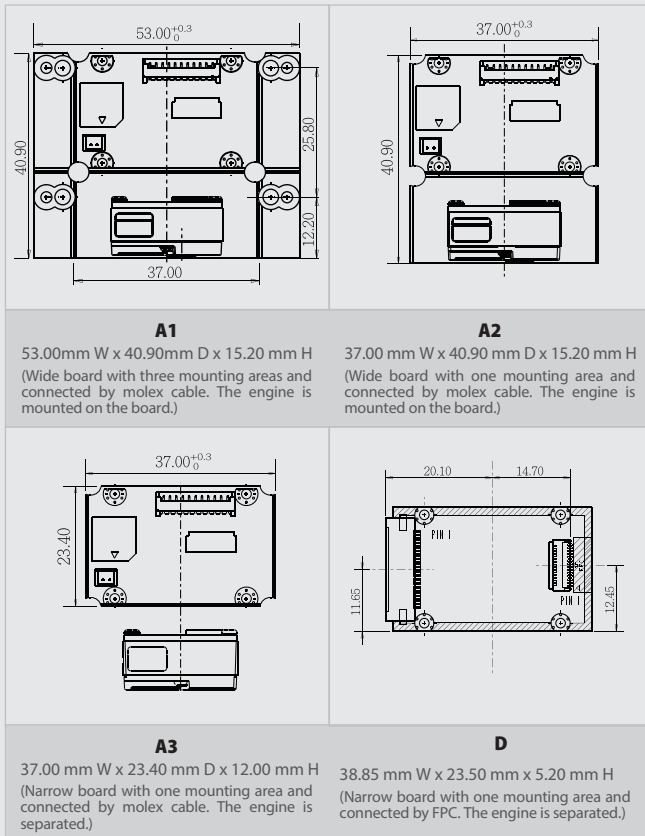 53.00 +0.3 0
40.90
25.80
12.20
37.00
A1
53.00mm W x 40.90mm D x 15.20 mm H
(Wide board with three mounting areas and
connected by molex cable. The engine is
mounted on the board.)
37.00 +0.3 0
40.90
A2
37.00 mm W x 40.90 mm D x 15.20 mm H
(Wide board with one mounting area and
connected by molex cable. The engine is
mounted on the board.)
37.00 +0.3 0
23.40
A3
37.00 mm W x 23.40 mm D x 12.00 mm H
(Narrow board with one mounting area and
connected by molex cable. The engine is
separated.)
20.10
14.70
PIN 1
PIN 1
11.65
12.45
D
38.85 mm W x 23.50 mm x 5.20 mm H
(Narrow board with one mounting area and
connected by FPC. The engine is separated.)